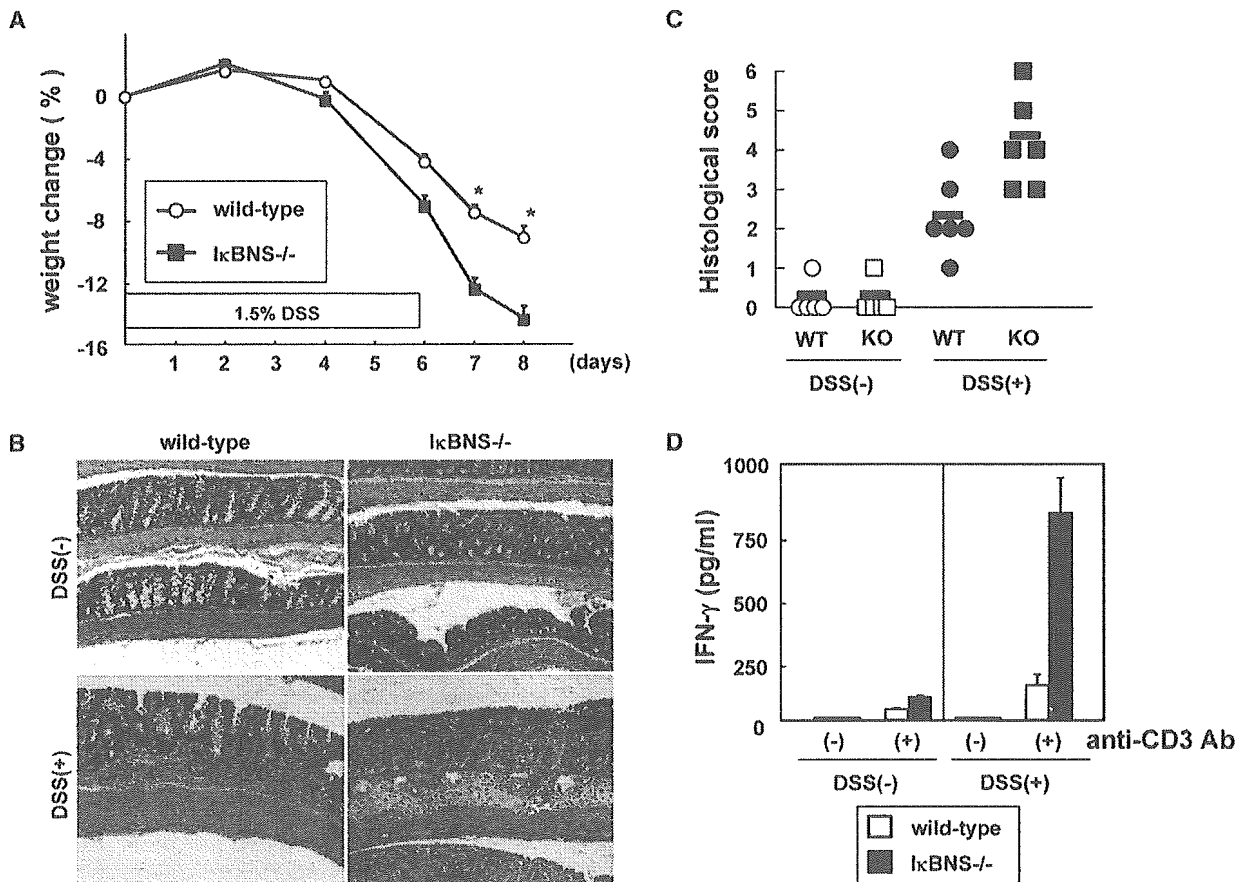 A
weight change ( % )
0
-4
-8
-12
-16
wild-type
IκBNS-/-
1.5% DSS
*
*
1 2 3 4 5 6 7 8 (days)
B
wild-type IκBNS-/-
DSS(-)
DSS(+)
C
Histological score
6
5
4
3
2
1
0
WT KO WT KO
DSS(-) DSS(+)
D
IFN-γ (pg/ml)
1000
750
500
250
0
(-) (+) (-) (+) anti-CD3 Ab
DSS(-) DSS(+)
wild-type
IκBNS-/-